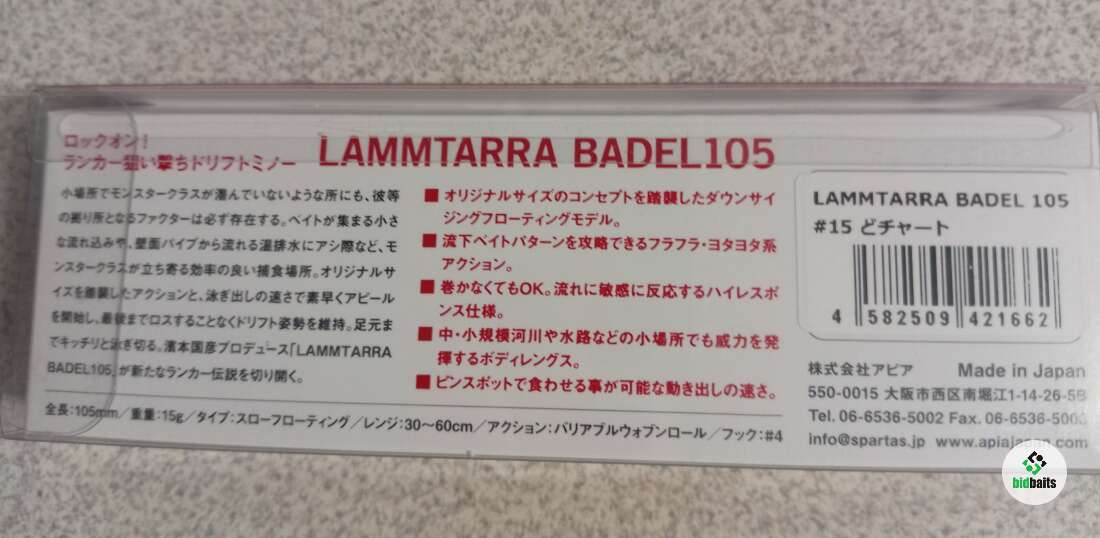 ロックオン！
ランカー狙い撃ちドリフトミノー
LAMMTARRA BADEL105
小場所でモンスタークラスが潜んでいないような所にも、彼等
の拠り所となるファクターは必ず存在する。ベイトが集まる小さ
な流れ込みや、壁面パイプから流れる温排水にアシ際など、モ
ンスタークラスが立ち寄る効率の良い捕食場所。オリジナルサ
イズを踏襲したアクションと、泳ぎ出しの速さで素早くアピール
を開始し、最後までロスすることなくドリフト姿勢を維持。足元ま
でキッチリと泳ぎ切る。濱本国彦プロデュース「LAMMTARRA
BADEL105」が新たなランカー伝説を切り開く。
■ オリジナルサイズのコンセプトを踏襲したダウンサイ
ジングフローティングモデル。
■ 流下ベイトパターンを攻略できるフラフラ・ヨタヨタ系
アクション。
■ 巻かなくてもOK。流れに敏感に反応するハイレスポ
ンス仕様。
■ 中・小規模河川や水路などの小場所でも威力を発
揮するボディレングス。
■ ピンスポットで食わせる事が可能な動き出しの速さ。
全長：105mm／重量：15g／タイプ：スローフローティング／レンジ：30～60cm／アクション：バリアブルウォブンロール／フック：#4
LAMMTARRA BADEL 105
#15 どチャート
4 582509 421662
株式会社アピア Made in Japan
550-0015 大阪市西区南堀江1-14-26-5B
Tel. 06-6536-5002 Fax. 06-6536-5003
info@spartas.jp www.apiajapan.com
bidbaits